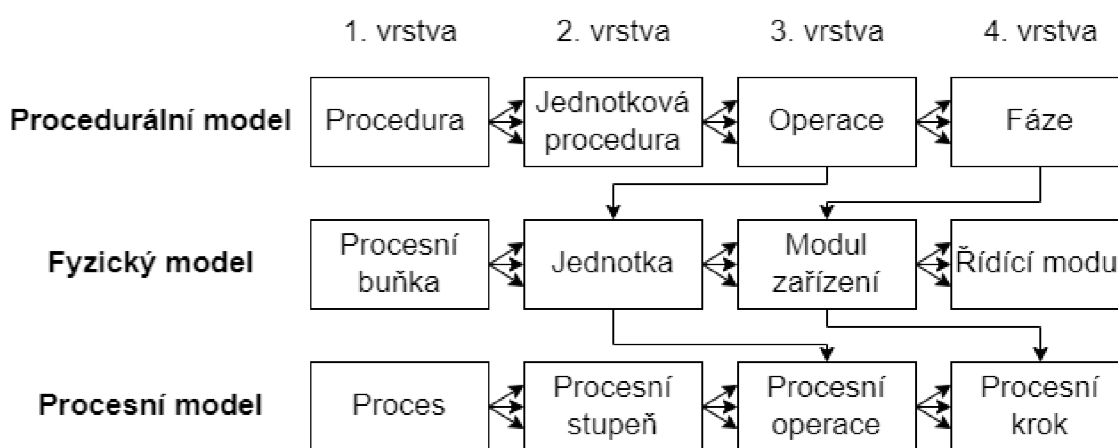 1. vrstva 2. vrstva 3. vrstva 4. vrstva
Procedurální model
Procedura
Jednotková
procedura
Operace
Fáze
Fyzický model
Procesní
buňka
Jednotka
Modul
zařízení
Řídící modu
Procesní model
Proces
Procesní
stupeň
Procesní
operace
Procesní
krok